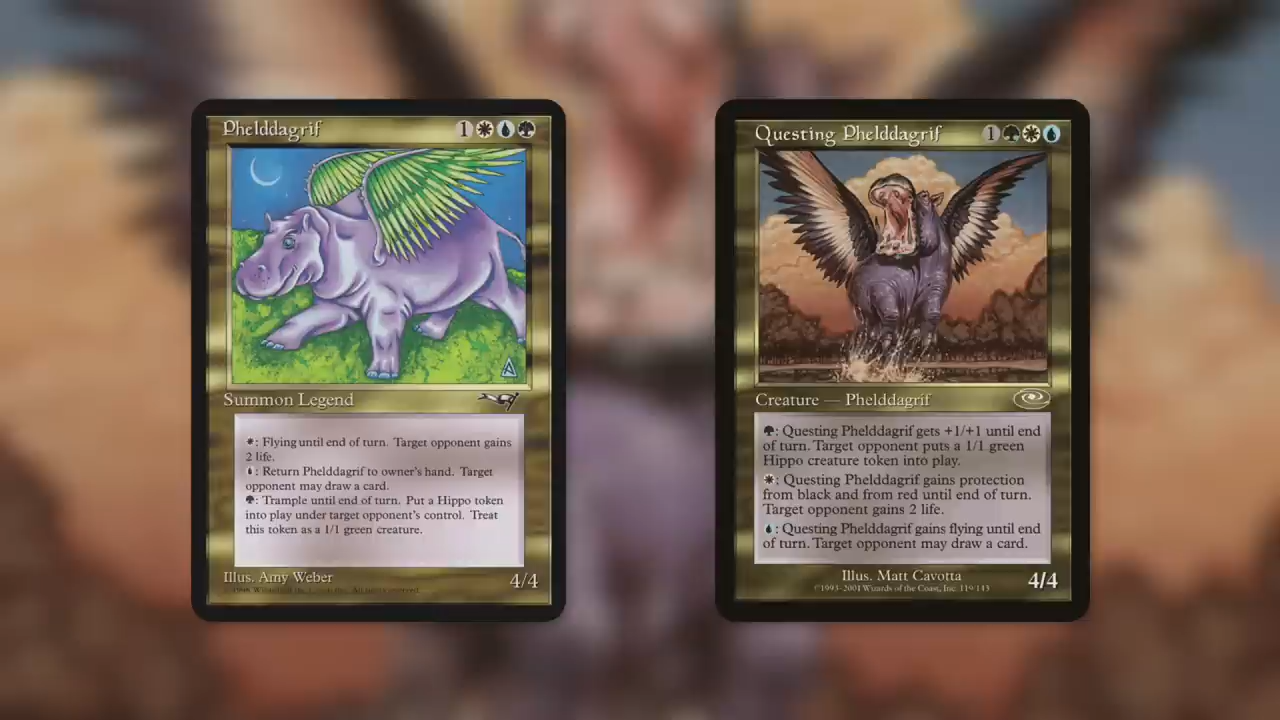 Phelddagrif 1
Summon Legend
: Flying until end of turn. Target opponent gains
2 life.
: Return Phelddagrif to owner's hand. Target
opponent may draw a card.
: Trample until end of turn. Put a Hippo token
into play under target opponent's control. Treat
this token as a 1/1 green creature.
Illus. Amy Weber
4/4
Questing Phelddagrif 1
Creature — Phelddagrif
: Questing Phelddagrif gets +1/+1 until end
of turn. Target opponent puts a 1/1 green
Hippo creature token into play.
: Questing Phelddagrif gains protection
from black and from red until end of turn.
Target opponent gains 2 life.
: Questing Phelddagrif gains flying until end
of turn. Target opponent may draw a card.
Illus. Matt Cavotta
©1993-2001 Wizards of the Coast, Inc. 119/143
4/4